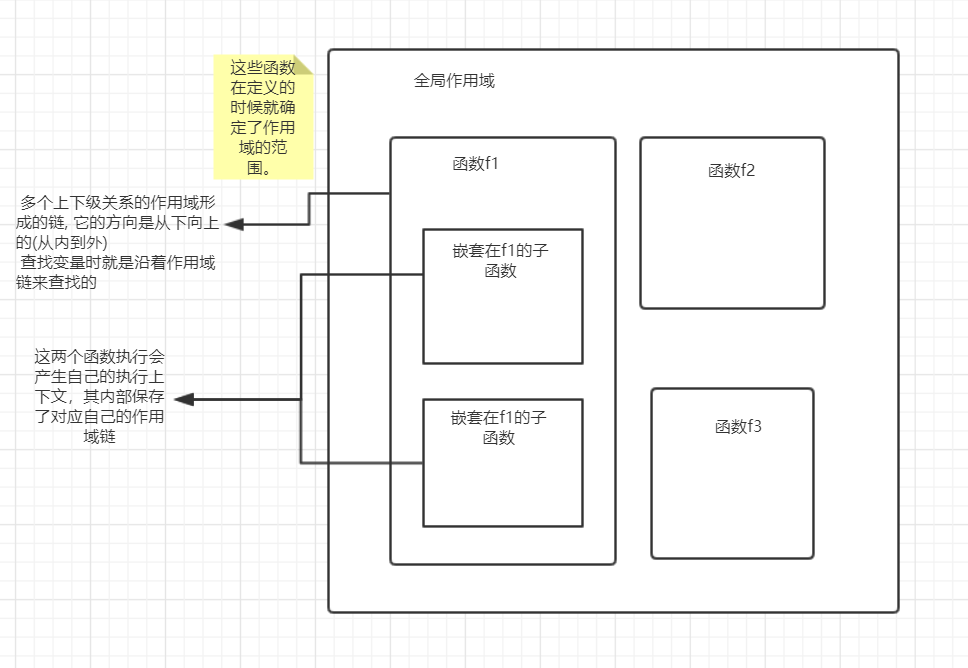 这些函数
在定义的
时候就确
定了作用
域的范
围。
全局作用域
函数f1
函数f2
多个上下级关系的作用域形
成的链, 它的方向是从下向上
的(从内到外)
查找变量时就是沿着作用域
链来查找的
嵌套在f1的子
函数
这两个函数执行会
产生自己的执行上
下文，其内部保存
了对应自己的作用
域链
嵌套在f1的子
函数
函数f3